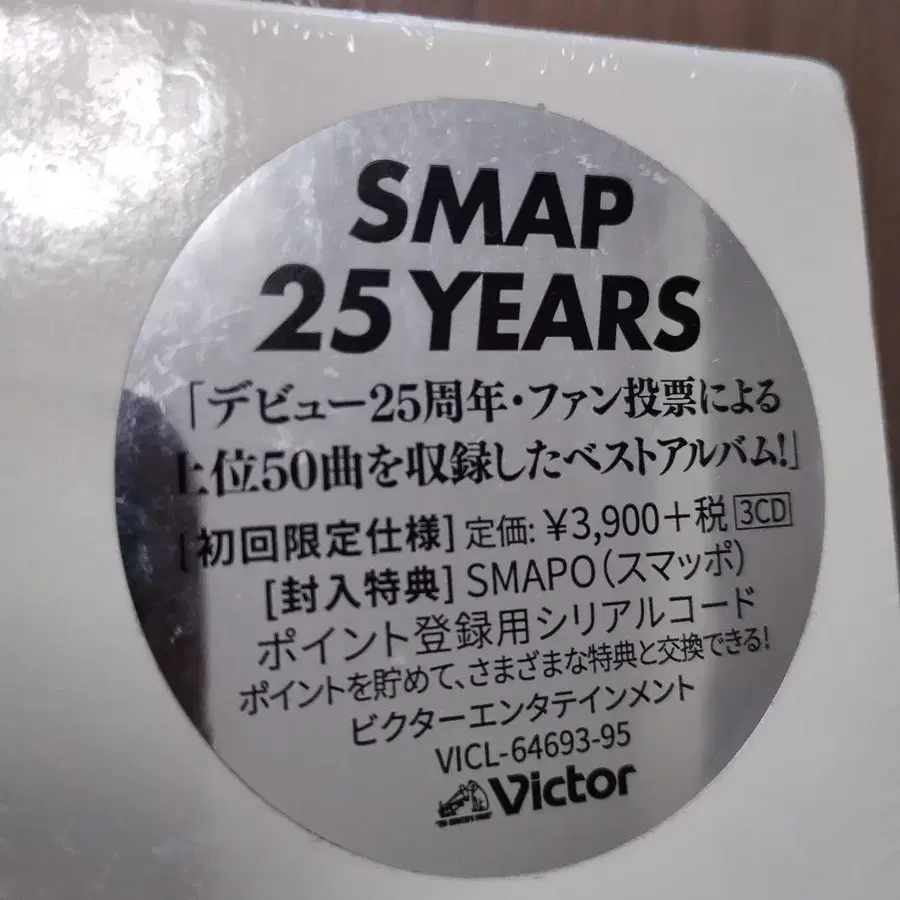 SMAP
25 YEARS
「デビュー25周年・ファン投票による
上位50曲を収録したベストアルバム!」
[初回限定仕様] 定価: ¥3,900+税 3CD
[封入特典] SMAPO(スマッポ)
ポイント登録用シリアルコード
ポイントを貯めて、さまざまな特典と交換できる!
ビクターエンタテインメント
VICL-64693-95
Victor